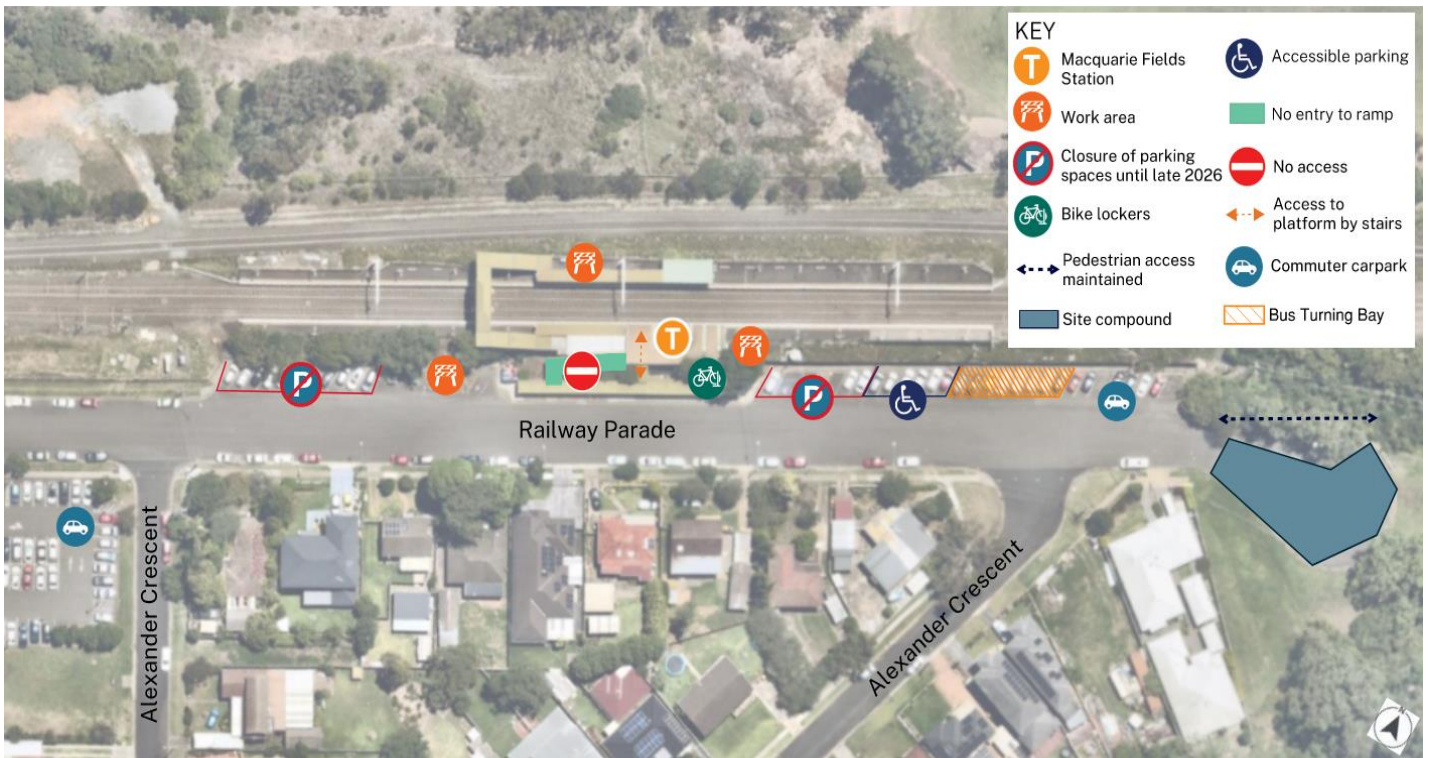 KEY
T
Macquarie Fields
Station
Work area
P
Closure of parking
spaces until late 2026
Bike lockers
Pedestrian access
maintained
Site compound
Accessible parking
No entry to ramp
No access
Access to
platform by stairs
Commuter carpark
Bus Turning Bay
T
P
P
Railway Parade
Alexander Crescent
Alexander Crescent
N